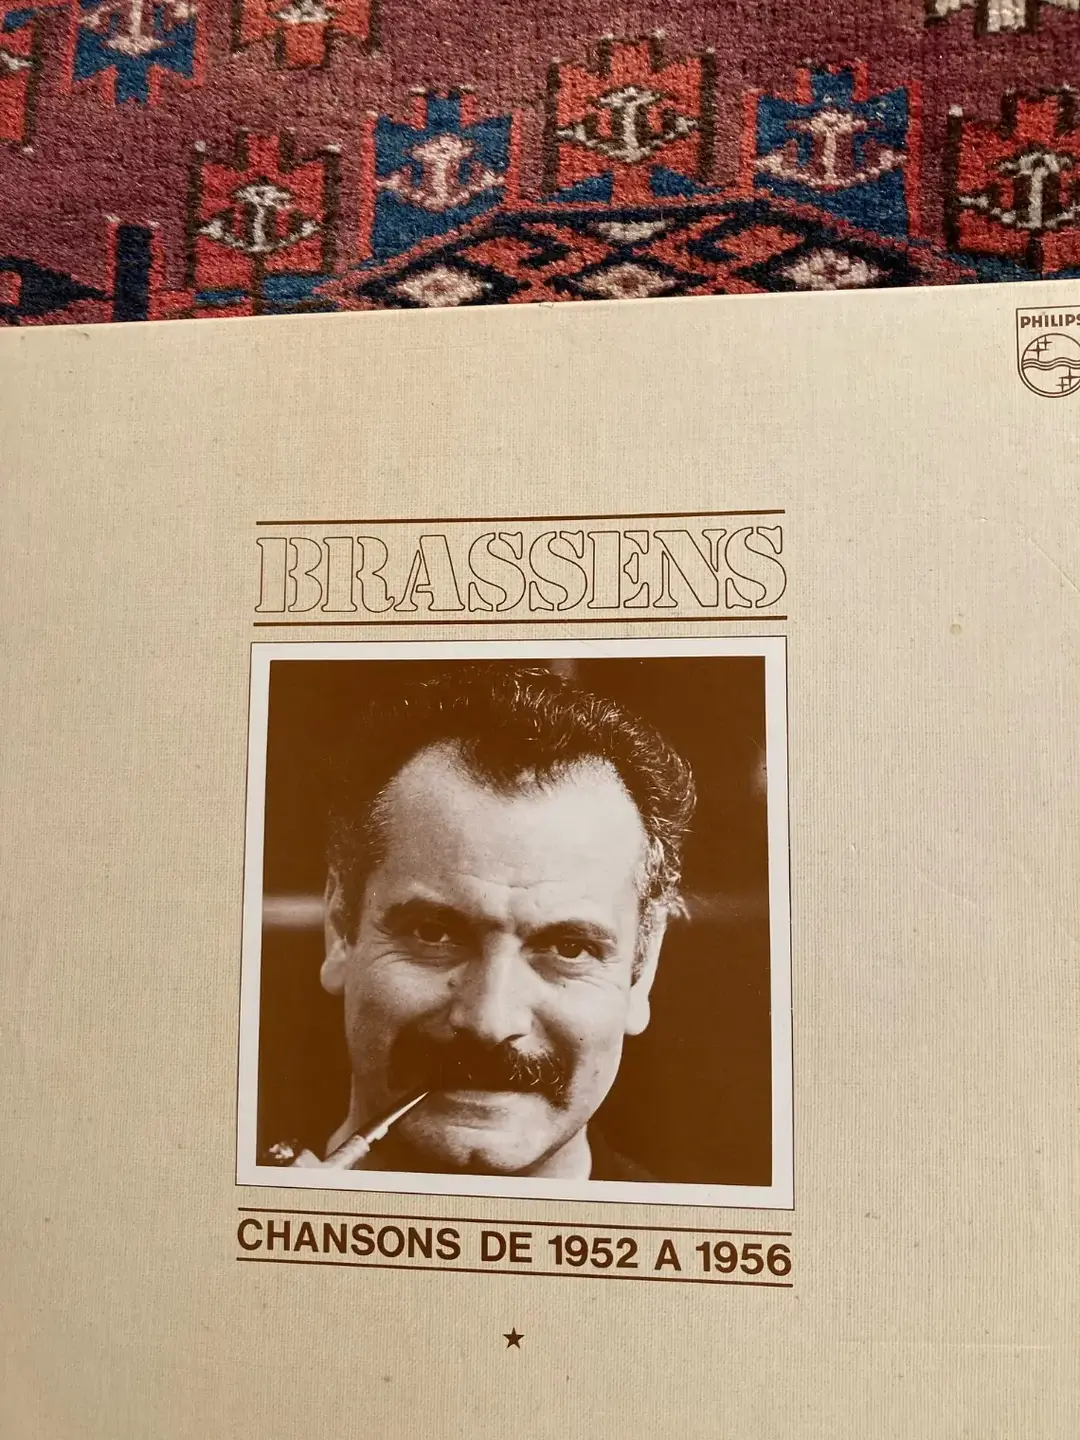 PHILIPS
BRASSENS
CHANSONS DE 1952 A 1956